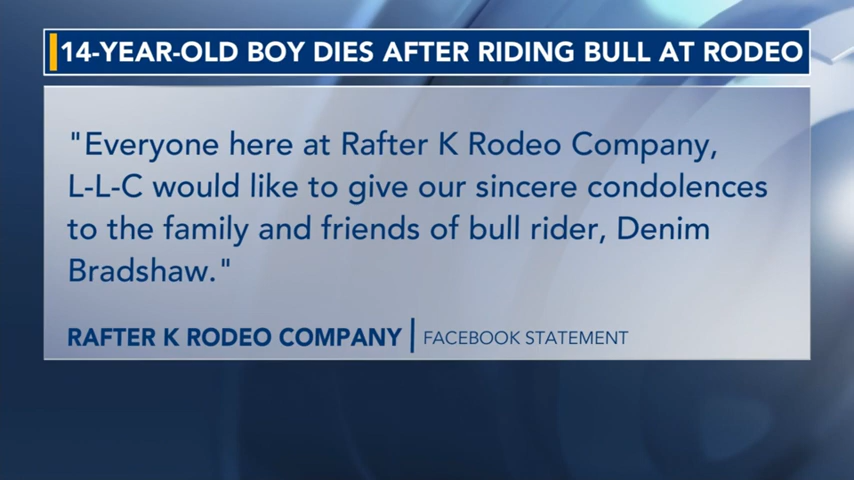 14-YEAR-OLD BOY DIES AFTER RIDING BULL AT RODEO
"Everyone here at Rafter K Rodeo Company,
L-L-C would like to give our sincere condolences
to the family and friends of bull rider, Denim
Bradshaw."
RAFTER K RODEO COMPANY | FACEBOOK STATEMENT